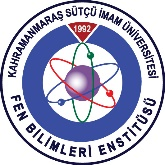 KAHRAMANMARAŞ SÜTÇÜ İMAM ÜNİVERSİTESİ
1992
FEN BİLİMLERİ ENSTİTÜSÜ